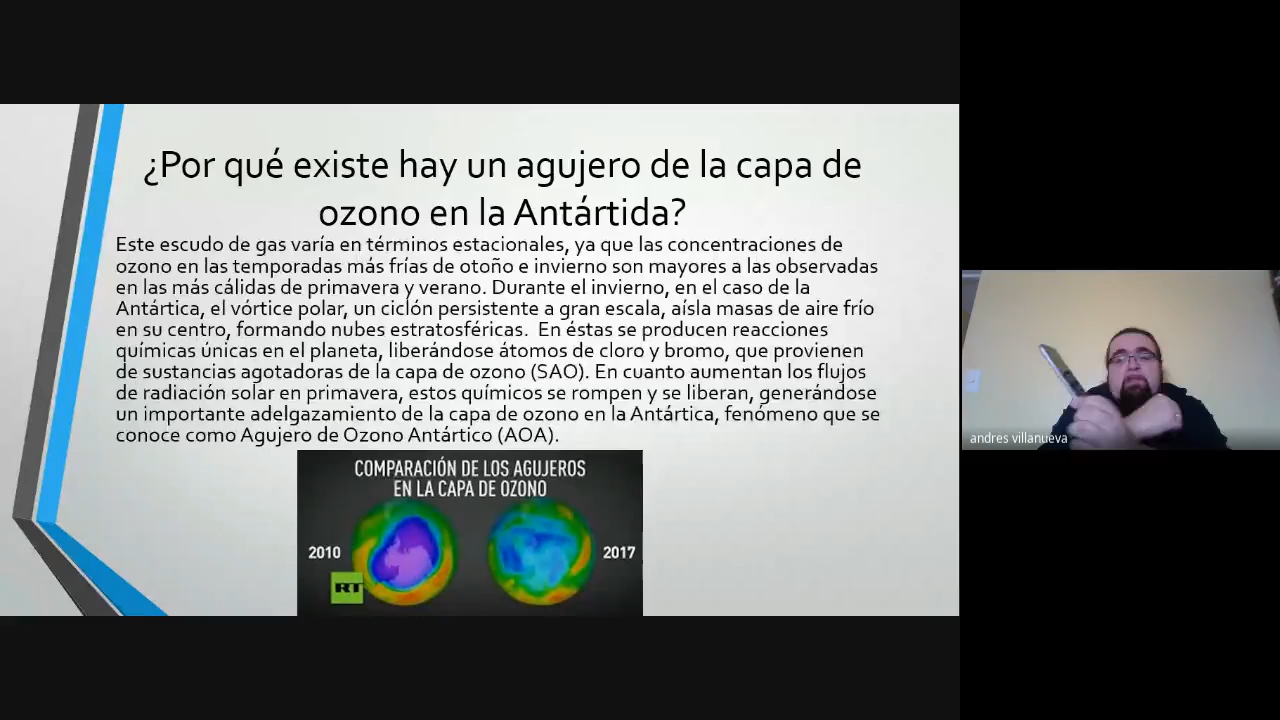 ¿Por qué existe hay un agujero de la capa de
ozono en la Antártida?
Este escudo de gas varía en términos estacionales, ya que las concentraciones de
ozono en las temporadas más frías de otoño e invierno son mayores a las observadas
en las más cálidas de primavera y verano. Durante el invierno, en el caso de la
Antártica, el vórtice polar, un ciclón persistente a gran escala, aísla masas de aire frío
en su centro, formando nubes estratosféricas.  En éstas se producen reacciones
químicas únicas en el planeta, liberándose átomos de cloro y bromo, que provienen
de sustancias agotadoras de la capa de ozono (SAO). En cuanto aumentan los flujos
de radiación solar en primavera, estos químicos se rompen y se liberan, generándose
un importante adelgazamiento de la capa de ozono en la Antártica, fenómeno que se
conoce como Agujero de Ozono Antártico (AOA).
COMPARACIÓN DE LOS AGUJEROS
EN LA CAPA DE OZONO
2010
2017
RT
andres villanueva